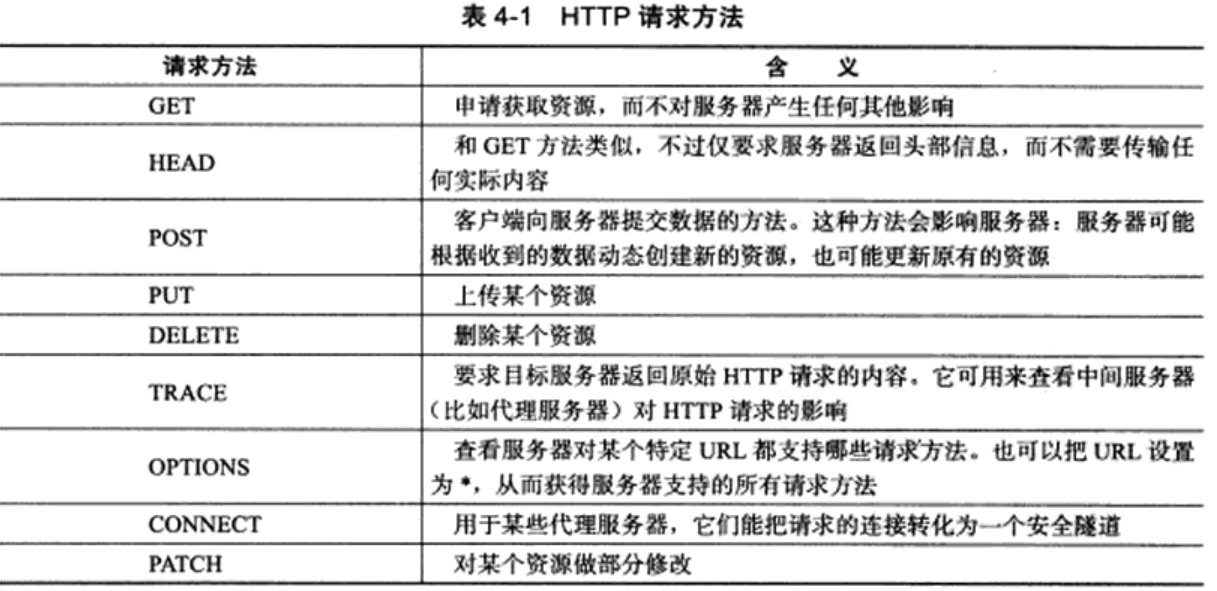 表 4-1 HTTP 请求方法
请求方法 含 义
GET 申请获取资源，而不对服务器产生任何其他影响
HEAD 和 GET 方法类似，不过仅要求服务器返回头部信息，而不需要传输任
何实际内容
POST 客户端向服务器提交数据的方法。这种方法会影响服务器：服务器可能
根据收到的数据动态创建新的资源，也可能更新原有的资源
PUT 上传某个资源
DELETE 删除某个资源
TRACE 要求目标服务器返回原始 HTTP 请求的内容。它可用来查看中间服务器
（比如代理服务器）对 HTTP 请求的影响
OPTIONS 查看服务器对某个特定 URL 都支持哪些请求方法。也可以把 URL 设置
为 *，从而获得服务器支持的所有请求方法
CONNECT 用于某些代理服务器，它们能把请求的连接转化为一个安全隧道
PATCH 对某个资源做部分修改